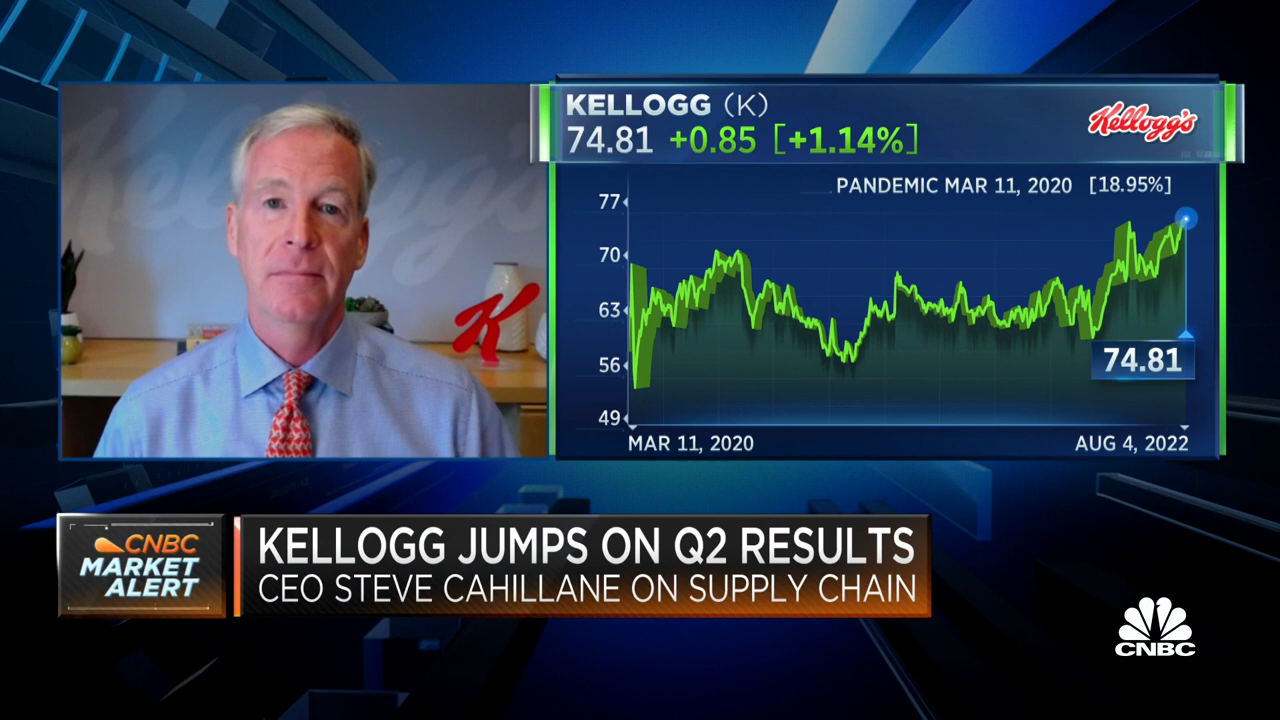 KELLOGG (K)
74.81 +0.85 [+1.14%]
Kellogg's
PANDEMIC MAR 11, 2020 [18.95%]
77
70
63
56
49
74.81
MAR 11, 2020
AUG 4, 2022
Kellogg's
K
CNBC
MARKET
ALERT
KELLOGG JUMPS ON Q2 RESULTS
CEO STEVE CAHILLANE ON SUPPLY CHAIN
CNBC